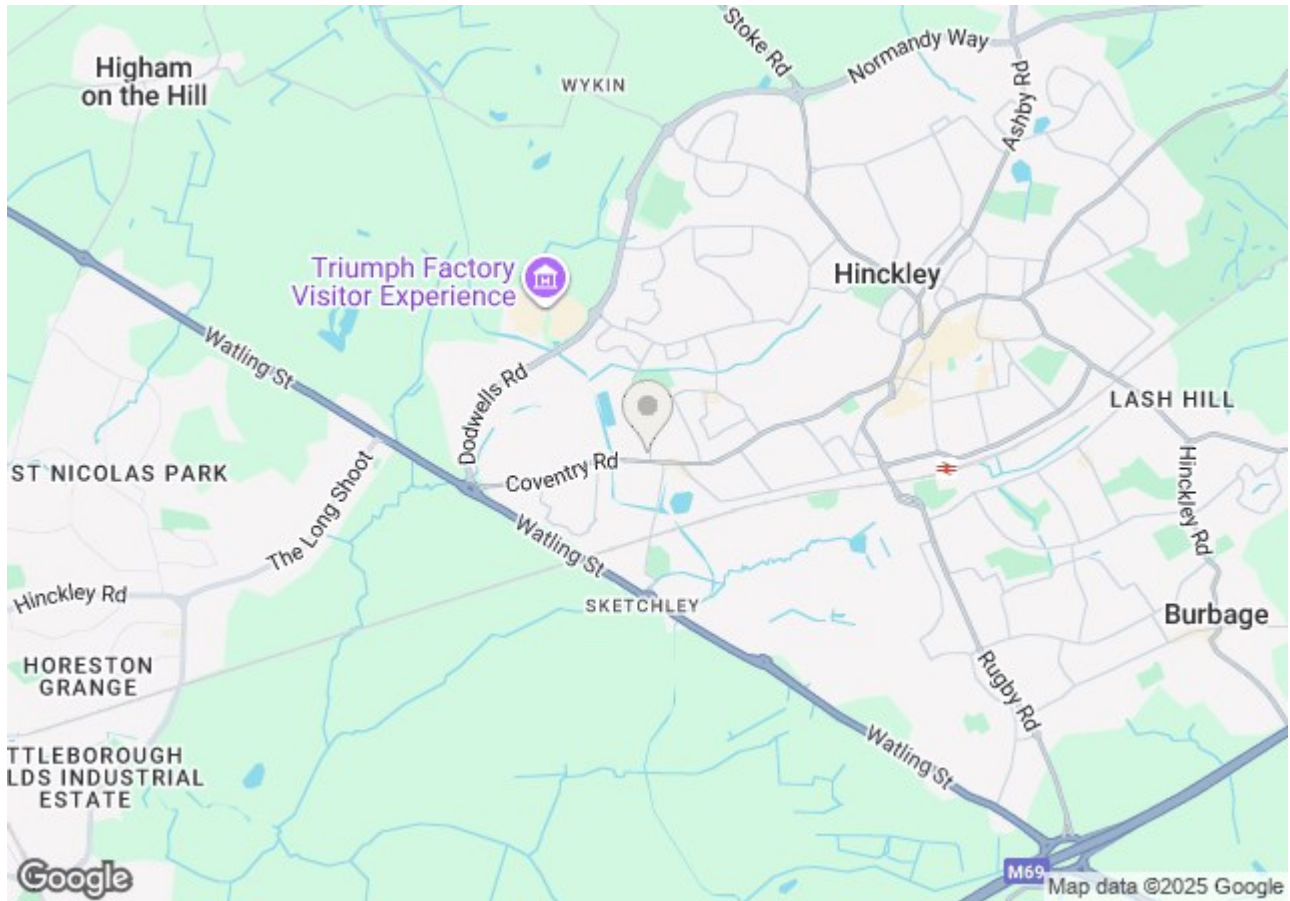 Stoke Rd
Normandy Way
Higham
on the Hill
WYKIN
Ashby Rd
Triumph Factory
Visitor Experience
Hinckley
Watling St
Dodwells Rd
LASH HILL
ST NICOLAS PARK
The Long Shoot
Coventry Rd
Hinckley Rd
Watling St
Hinckley Rd
SKETCHLEY
Burbage
HORESTON
GRANGE
Rugby Rd
TTLEBOROUGH
LDS INDUSTRIAL
ESTATE
Watling St
M69
Google
Map data ©2025 Google